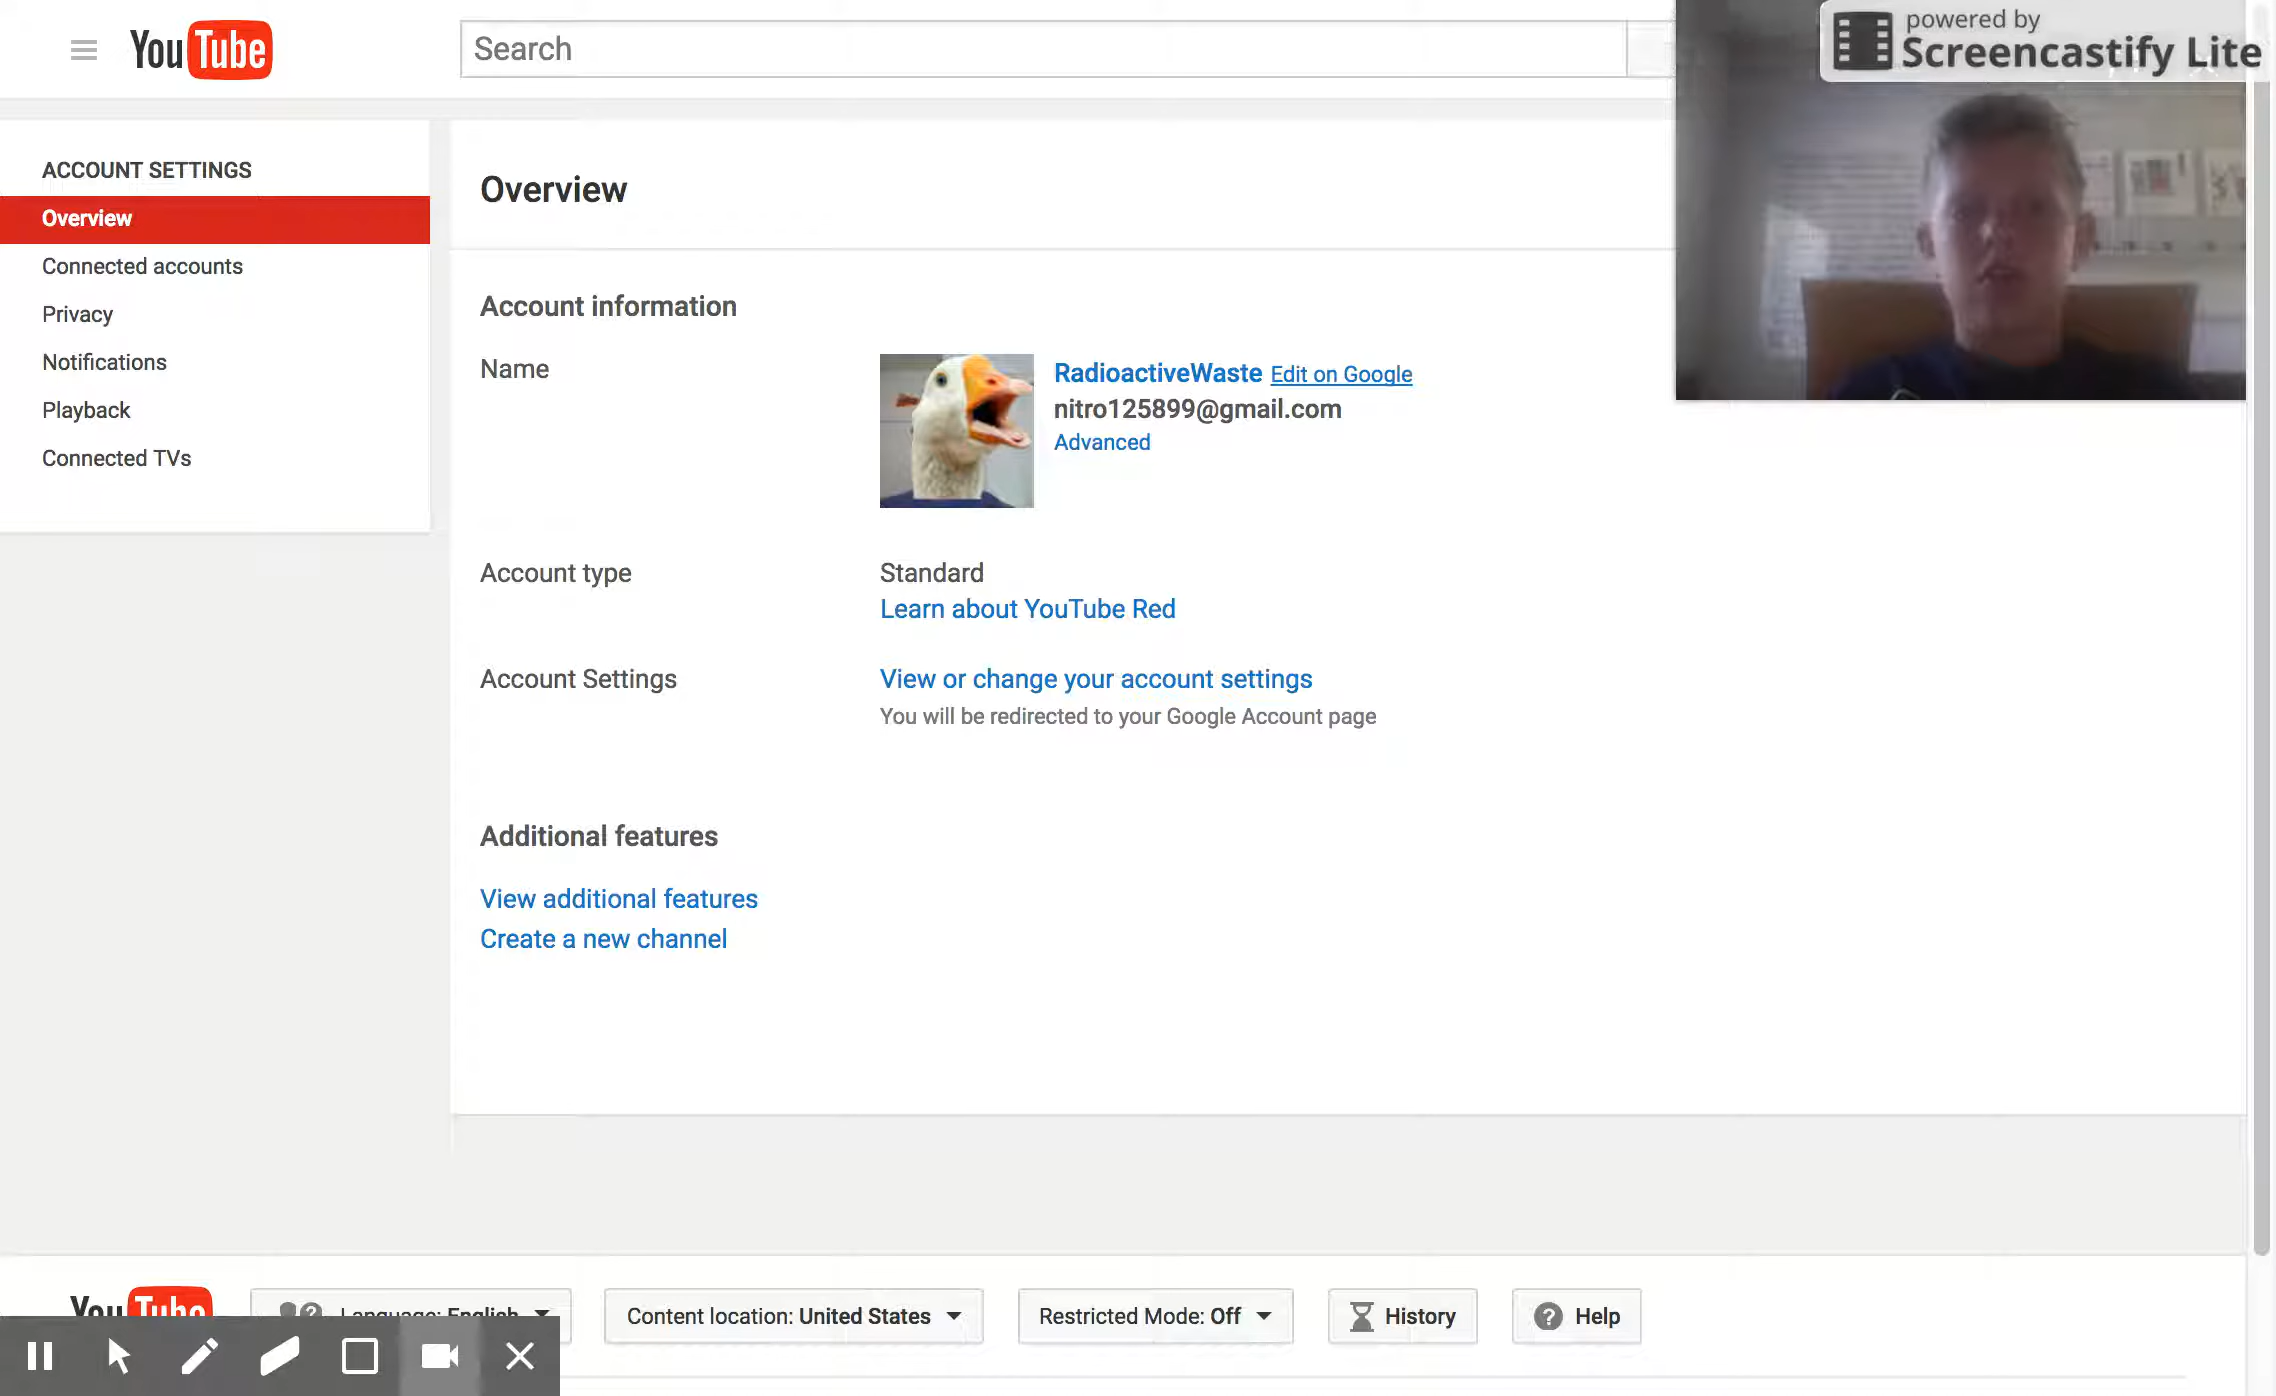 YouTube
Search
powered by
Screencastify Lite
ACCOUNT SETTINGS
Overview
Connected accounts
Privacy
Notifications
Playback
Connected TVs
Overview
Account information
Name
RadioactiveWaste Edit on Google
nitro125899@gmail.com
Advanced
Account type
Standard
Learn about YouTube Red
Account Settings
View or change your account settings
You will be redirected to your Google Account page
Additional features
View additional features
Create a new channel
YouTube
Language: English
Content location: United States
Restricted Mode: Off
History
Help